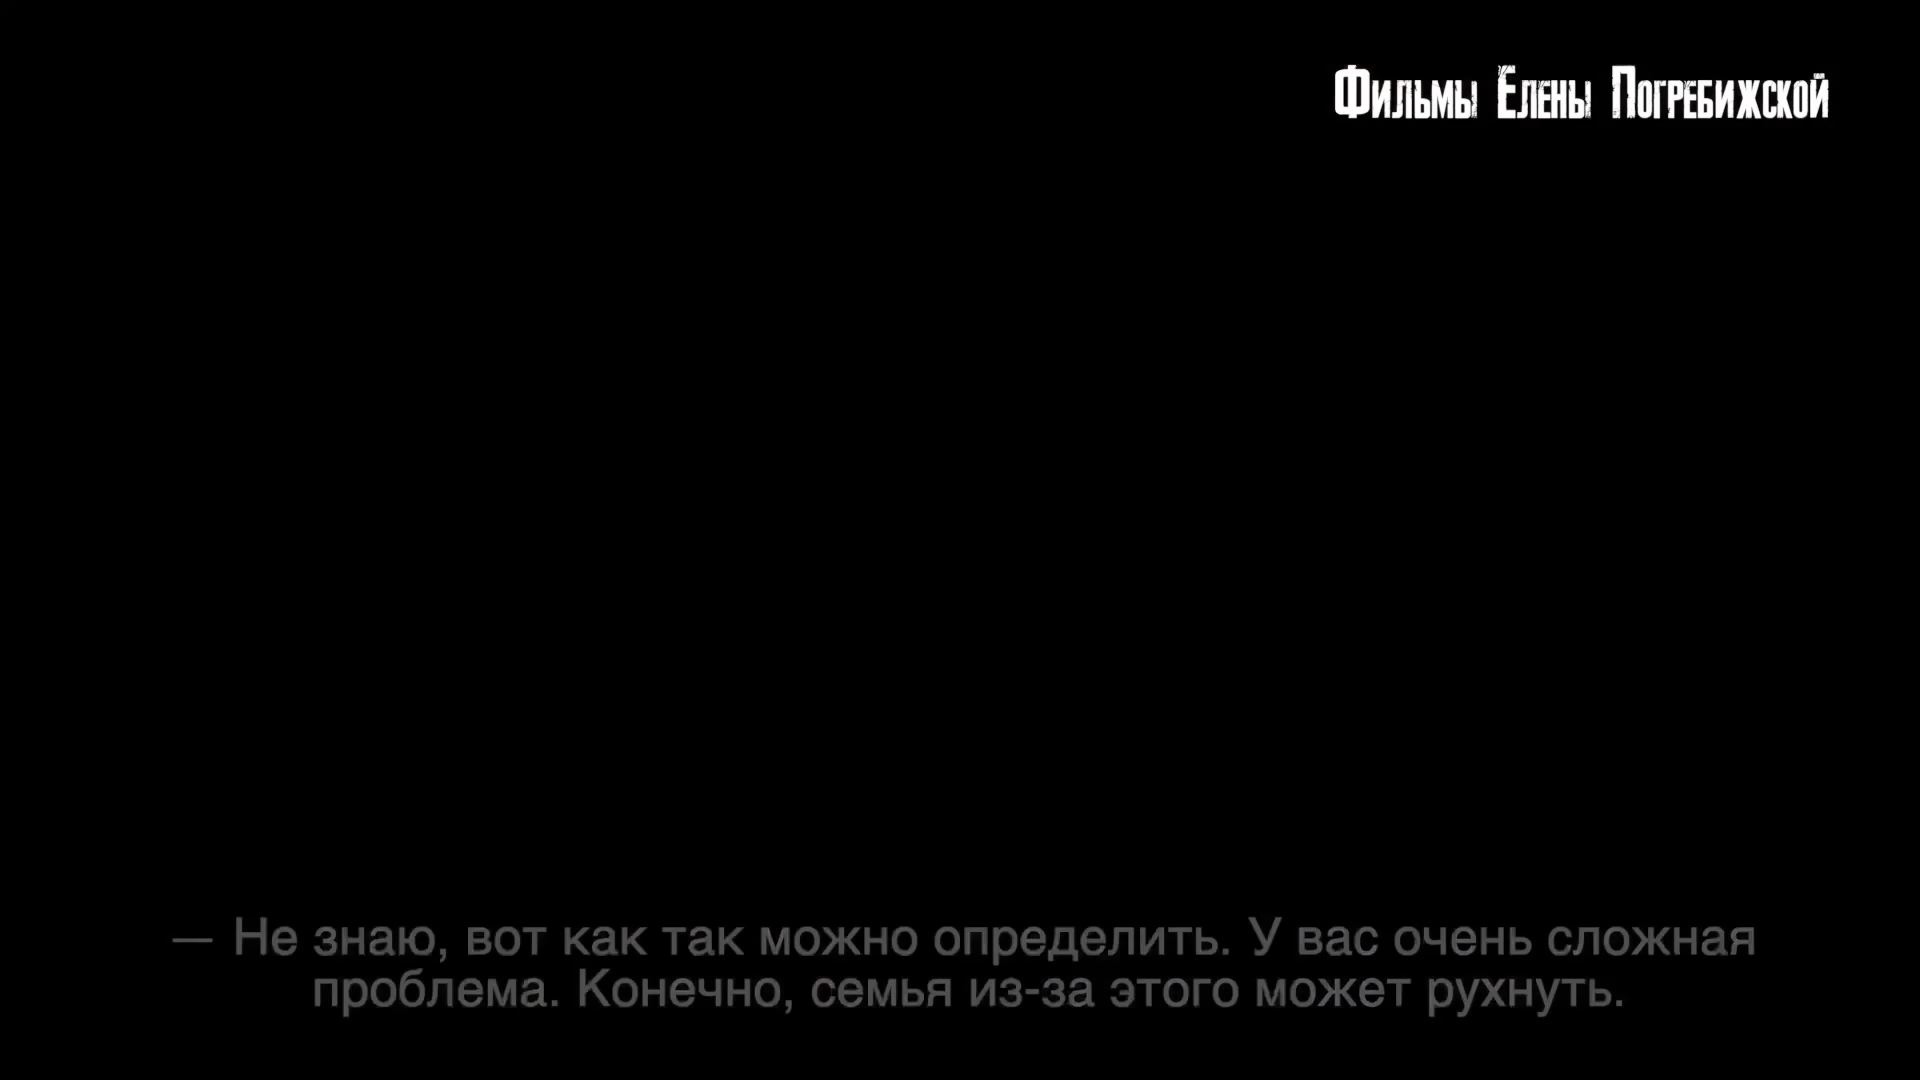 Фильмы Елены Погребижской
— Не знаю, вот как так можно определить. У вас очень сложная
проблема. Конечно, семья из-за этого может рухнуть.